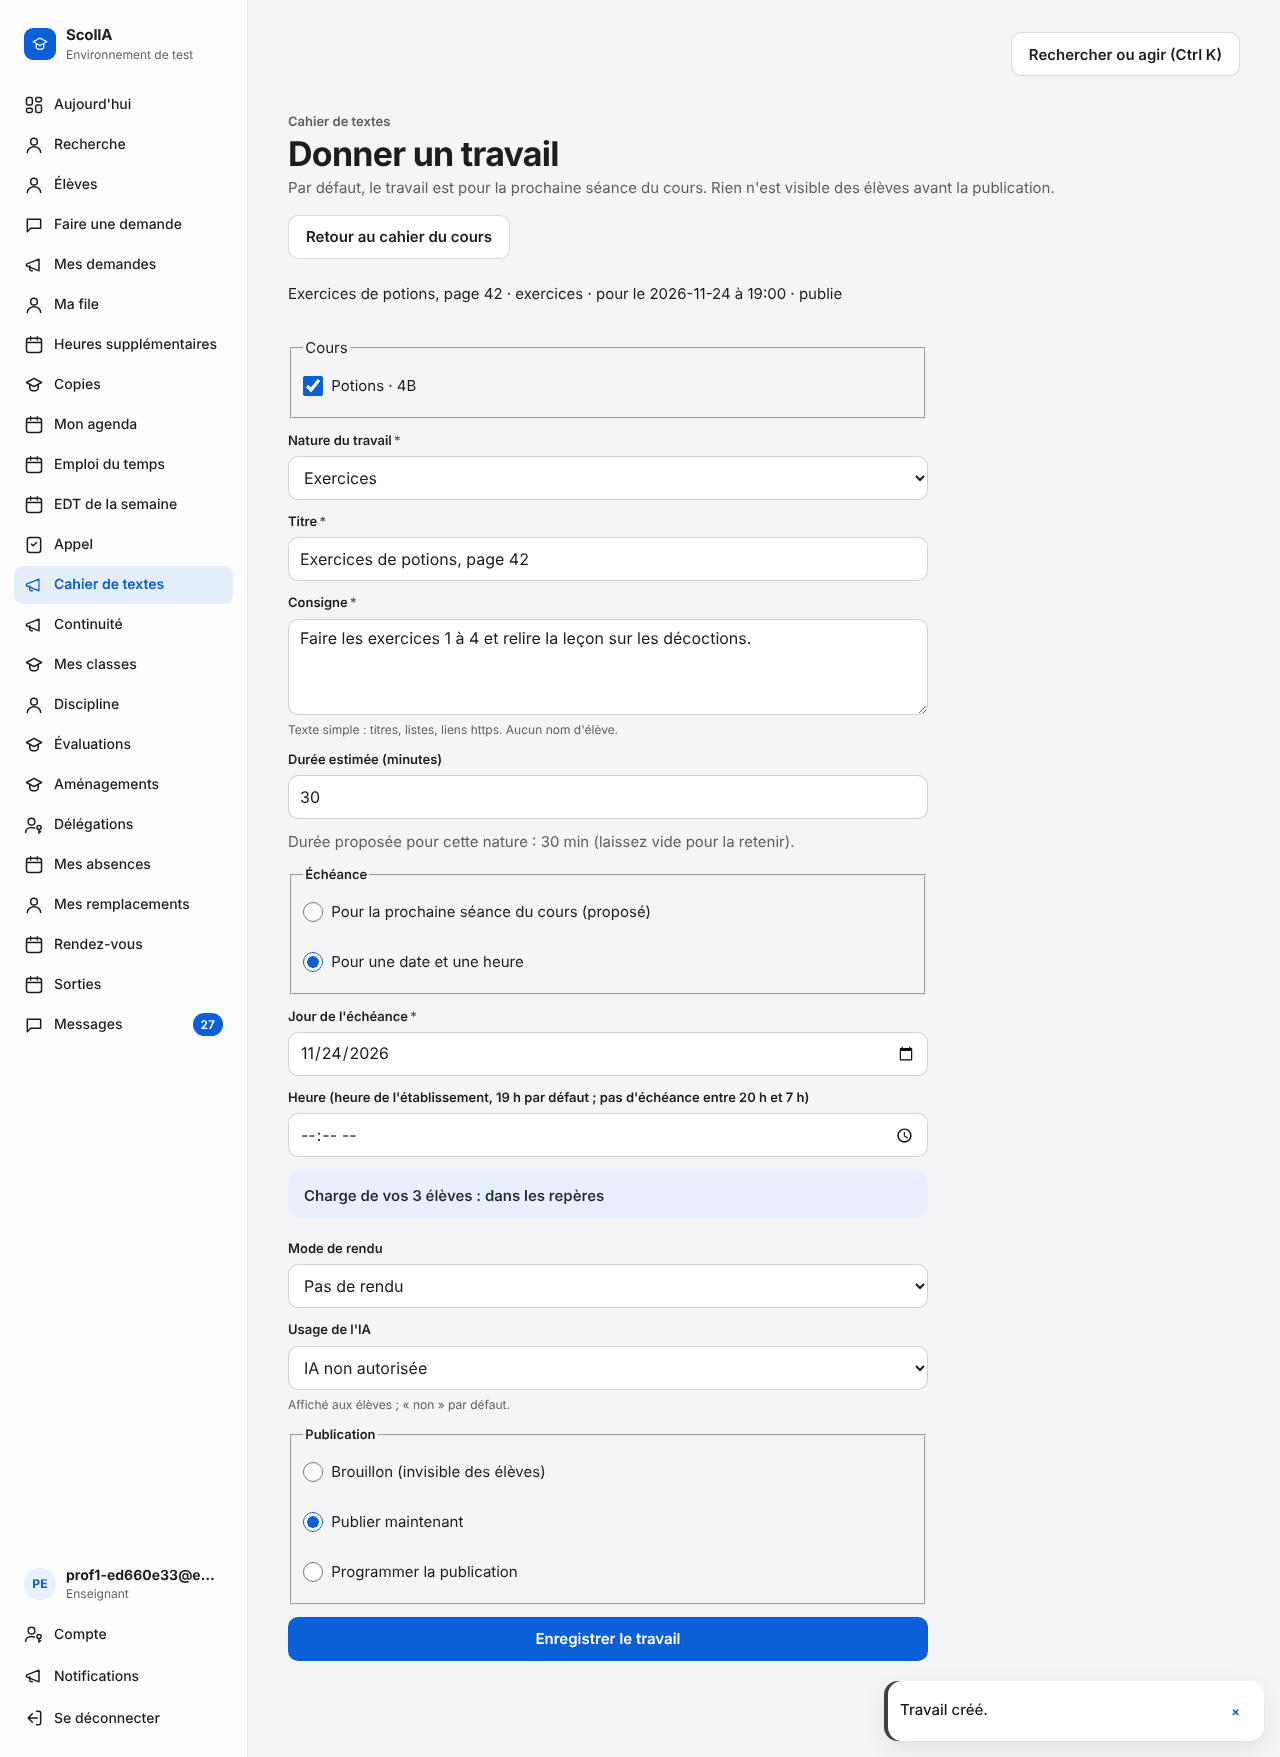 ScolIA
Environnement de test
Aujourd'hui
Recherche
Élèves
Faire une demande
Mes demandes
Ma file
Heures supplémentaires
Copies
Mon agenda
Emploi du temps
EDT de la semaine
Appel
Cahier de textes
Continuité
Mes classes
Discipline
Évaluations
Aménagements
Délégations
Mes absences
Mes remplacements
Rendez-vous
Sorties
Messages 27
PE
prof1-ed660e33@e...
Enseignant
Compte
Notifications
Se déconnecter
Rechercher ou agir (Ctrl K)
Cahier de textes
Donner un travail
Par défaut, le travail est pour la prochaine séance du cours. Rien n'est visible des élèves avant la publication.
Retour au cahier du cours
Exercices de potions, page 42 · exercices · pour le 2026-11-24 à 19:00 · publie
Cours
Potions · 4B
Nature du travail *
Exercices
Titre *
Exercices de potions, page 42
Consigne *
Faire les exercices 1 à 4 et relire la leçon sur les décoctions.
Texte simple : titres, listes, liens https. Aucun nom d'élève.
Durée estimée (minutes)
30
Durée proposée pour cette nature : 30 min (laissez vide pour la retenir).
Échéance
Pour la prochaine séance du cours (proposé)
Pour une date et une heure
Jour de l'échéance *
11/24/2026
Heure (heure de l'établissement, 19 h par défaut ; pas d'échéance entre 20 h et 7 h)
--:-- --
Charge de vos 3 élèves : dans les repères
Mode de rendu
Pas de rendu
Usage de l'IA
IA non autorisée
Affiché aux élèves ; « non » par défaut.
Publication
Brouillon (invisible des élèves)
Publier maintenant
Programmer la publication
Enregistrer le travail
Travail créé. ×